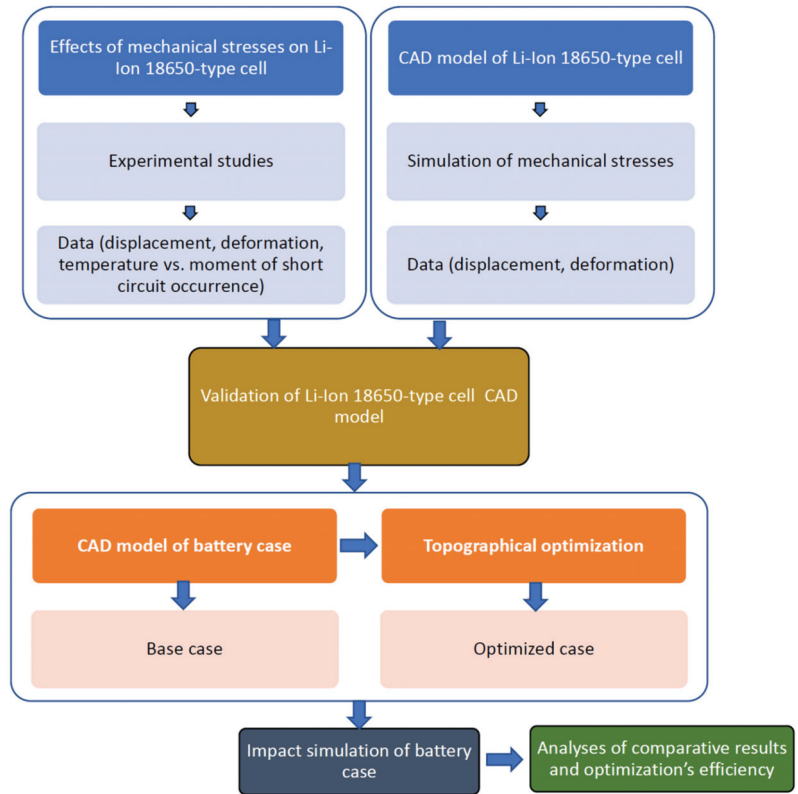 Effects of mechanical stresses on Li-
Ion 18650-type cell
Experimental studies
Data (displacement, deformation,
temperature vs. moment of short
circuit occurrence)
CAD model of Li-Ion 18650-type cell
Simulation of mechanical stresses
Data (displacement, deformation)
Validation of Li-Ion 18650-type cell CAD
model
CAD model of battery case
Topographical optimization
Base case
Optimized case
Impact simulation of battery
case
Analyses of comparative results
and optimization's efficiency